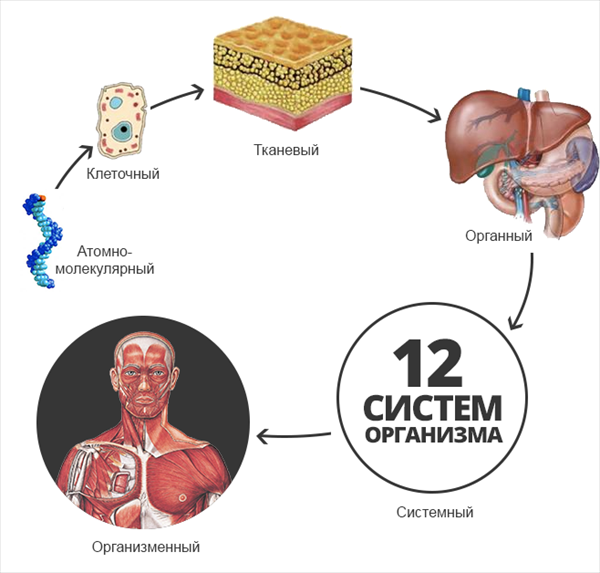 Атомно-
молекулярный
Клеточный
Тканевый
Органный
12
СИСТЕМ
ОРГАНИЗМА
Системный
Организменный